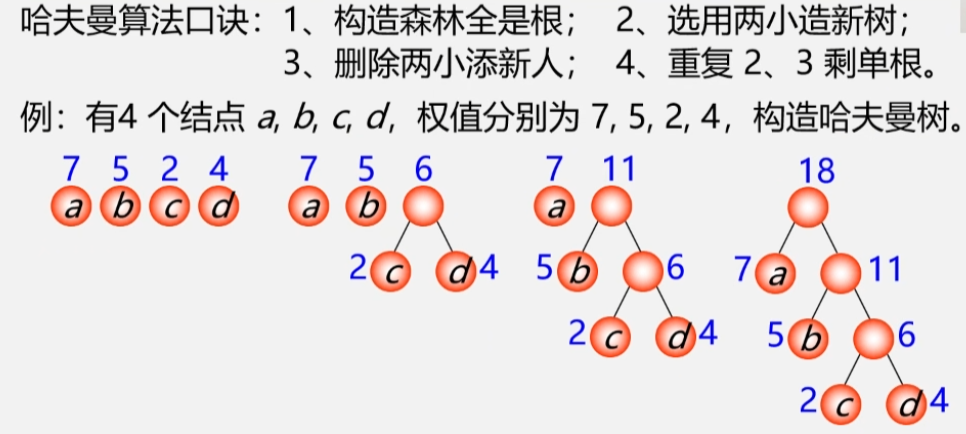 哈夫曼算法口诀：1、构造森林全是根； 2、选用两小造新树；
3、删除两小添新人； 4、重复 2、3 剩单根。
例：有4 个结点 a, b, c, d，权值分别为 7, 5, 2, 4，构造哈夫曼树。
7 5 2 4 7 5 6 7 11 18
a b c d a b a
2 c d 4 5 b 6 7 a 11
2 c d 4 5 b 6
2 c d 4